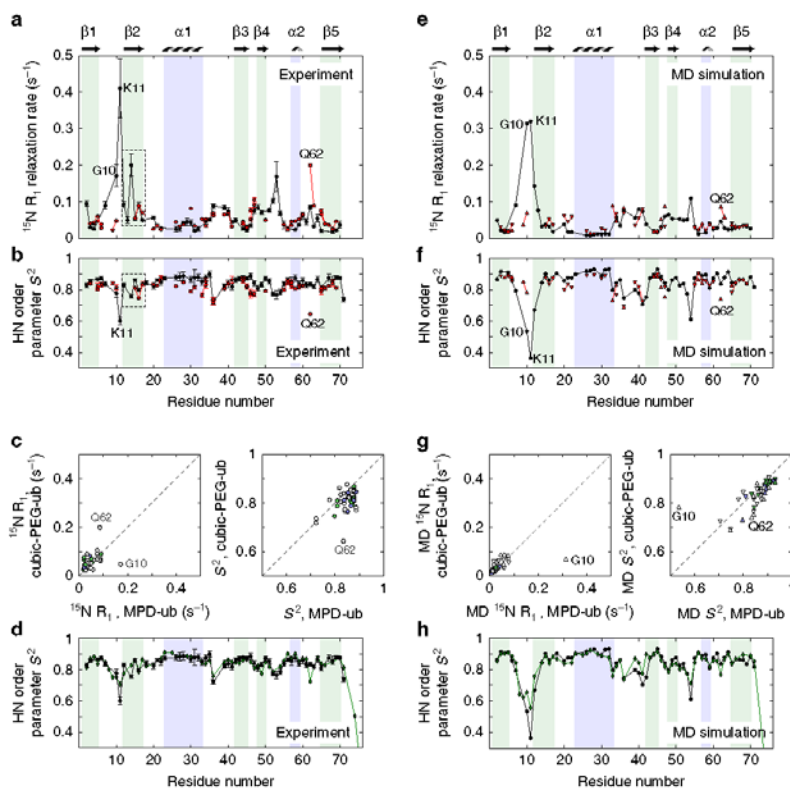 a
β1 β2 α1 β3 β4 α2 β5
0.5
0.4
0.3
0.2
0.1
0
¹⁵N R₁ relaxation rate (s⁻¹)
Experiment
K11
G10
Q62
b
1
0.8
0.6
0.4
HN order
parameter S²
K11
Q62
Experiment
10 20 30 40 50 60 70
Residue number
c
0.4
0.2
0
0 0.2 0.4
¹⁵N R₁,
cubic-PEG-ub (s⁻¹)
Q62
G10
¹⁵N R₁, MPD-ub (s⁻¹)
1
0.8
0.6
0.6 0.8 1
S², cubic-PEG-ub
Q62
S², MPD-ub
d
1
0.8
0.6
0.4
HN order
parameter S²
Experiment
10 20 30 40 50 60 70
Residue number
e
β1 β2 α1 β3 β4 α2 β5
0.5
0.4
0.3
0.2
0.1
0
¹⁵N R₁ relaxation rate (s⁻¹)
MD simulation
G10
K11
Q62
f
1
0.8
0.6
0.4
HN order
parameter S²
G10
K11
Q62
MD simulation
10 20 30 40 50 60 70
Residue number
g
0.4
0.2
0
0 0.2 0.4
MD ¹⁵N R₁,
cubic-PEG-ub (s⁻¹)
G10
MD ¹⁵N R₁, MPD-ub (s⁻¹)
1
0.8
0.6
0.6 0.8 1
MD S², cubic-PEG-ub
G10
Q62
MD S², MPD-ub
h
1
0.8
0.6
0.4
HN order
parameter S²
MD simulation
10 20 30 40 50 60 70
Residue number